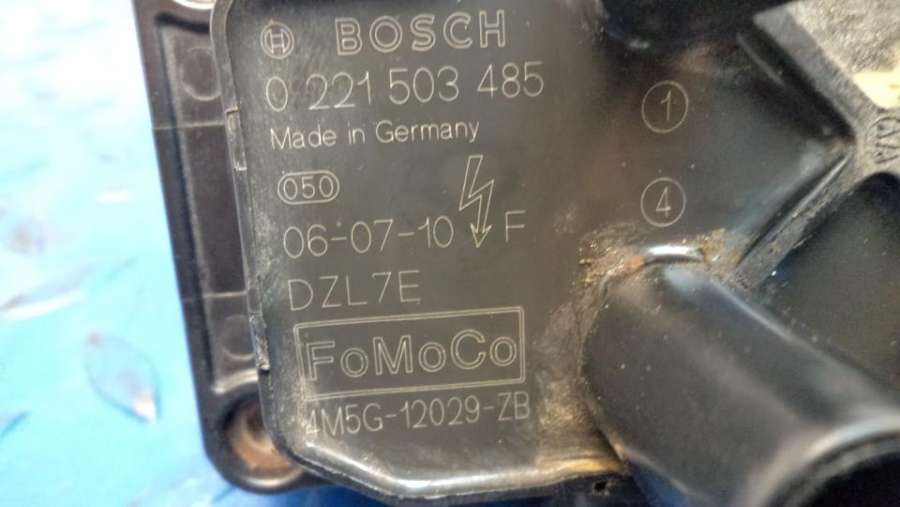 BOSCH
0 221 503 485
Made in Germany
050
06-07-10 F
DZL7E
FoMoCo
4M5G-12029-ZB
1
4